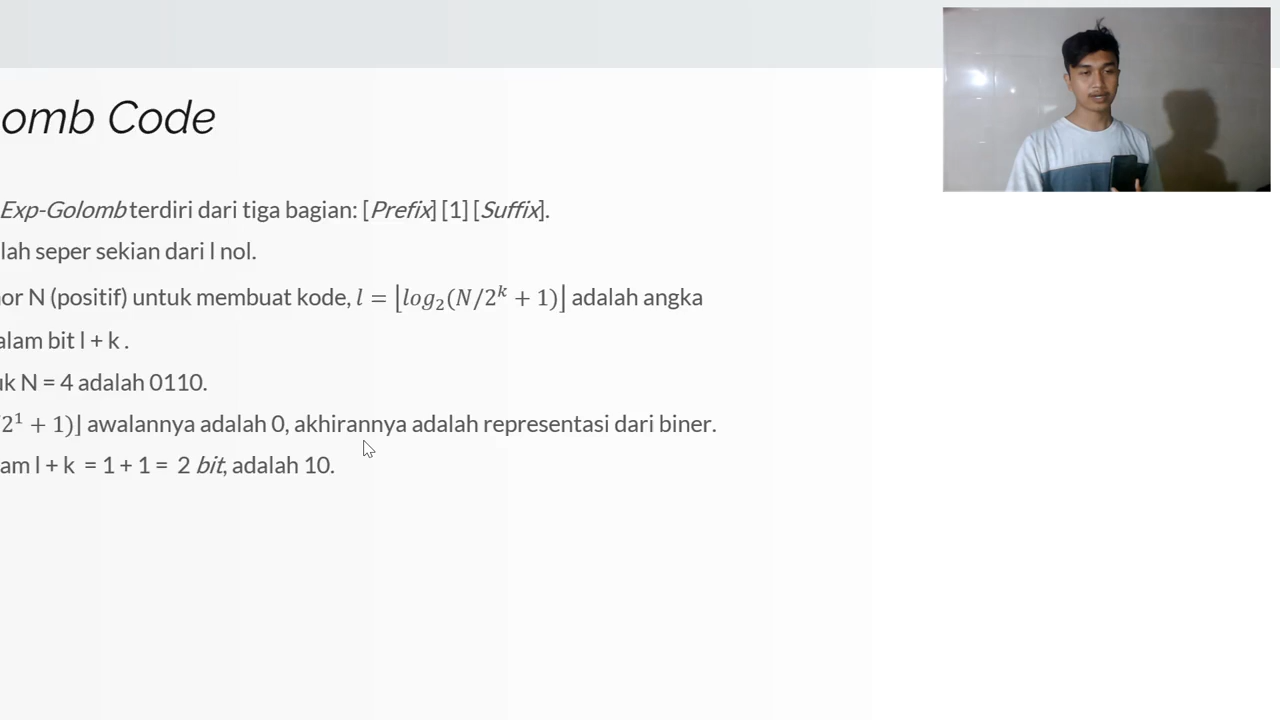 omb Code
Exp-Golomb terdiri dari tiga bagian: [Prefix] [1] [Suffix].
lah seper sekian dari l nol.
or N (positif) untuk membuat kode, l = ⌊log₂(N/2ᵏ + 1)⌋ adalah angka
alam bit l + k .
uk N = 4 adalah 0110.
2¹ + 1)⌋ awalannya adalah 0, akhirannya adalah representasi dari biner.
am l + k = 1 + 1 = 2 bit, adalah 10.